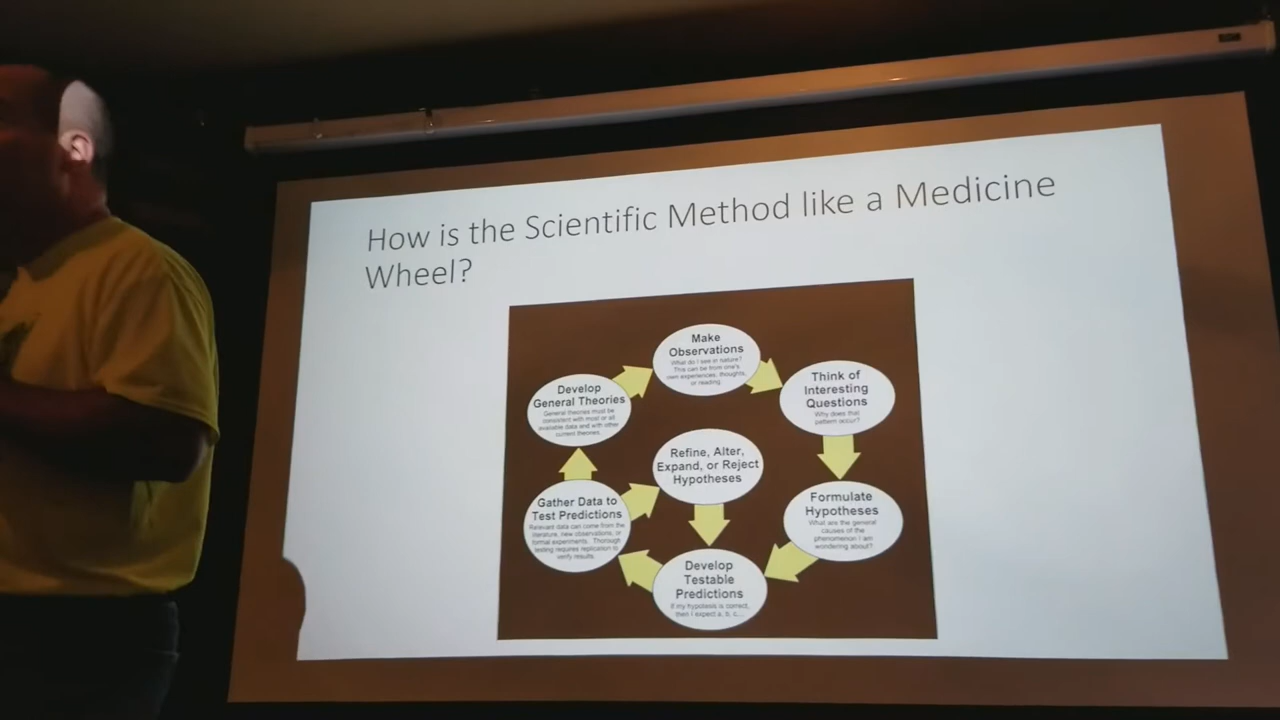 How is the Scientific Method like a Medicine
Wheel?
Make
Observations
What do I see in nature?
This can be from one's
own experiences, thoughts,
or reading.
Think of
Interesting
Questions
Why does that
pattern occur?
Formulate
Hypotheses
What are the general
causes of the
phenomenon I am
wondering about?
Develop
Testable
Predictions
If my hypotesis is correct,
then I expect a, b, c,...
Gather Data to
Test Predictions
Relevant data can come from the
literature, new observations, or
formal experiments. Thorough
testing requires replication to
verify results.
Refine, Alter,
Expand, or Reject
Hypotheses
Develop
General Theories
General theories must be
consistent with most or all
available data and with other
current theories.